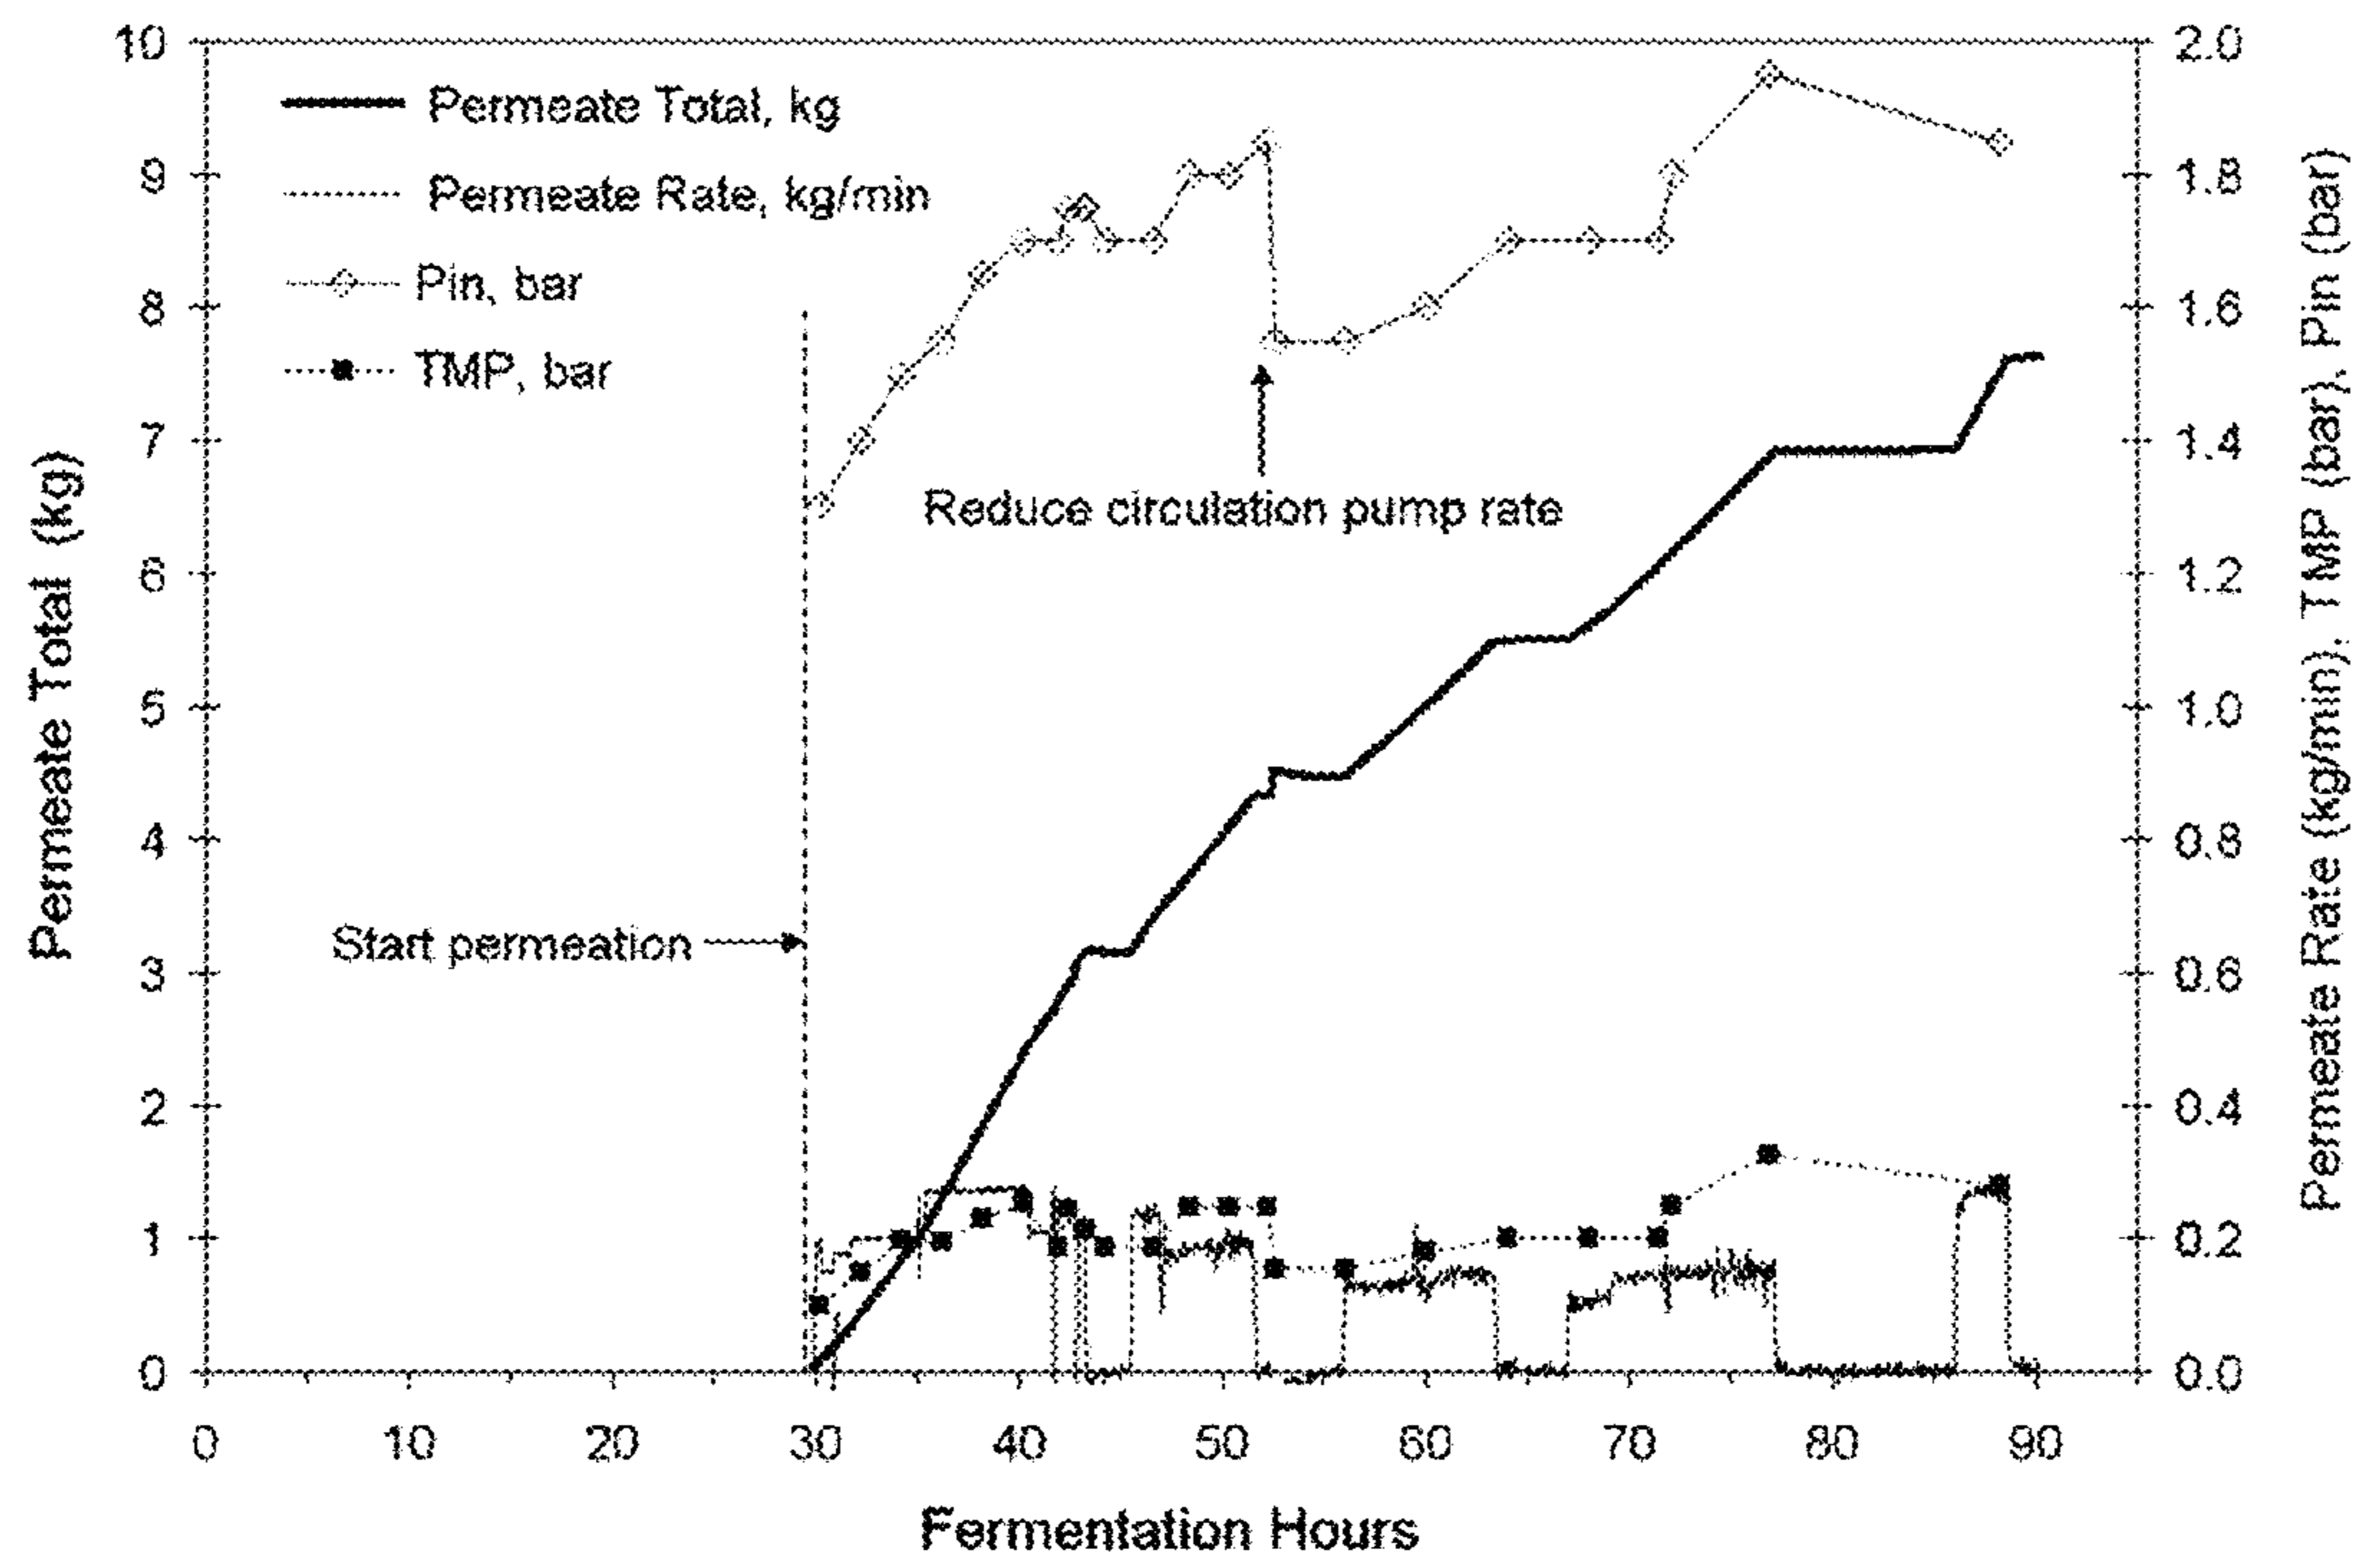 Permeate Total, kg
Permeate Rate, kg/min
Pin, bar
TMP, bar
Reduce circulation pump rate
Start permeation
10
9
8
7
6
5
4
3
2
1
0
Permeate Total (kg)
2.0
1.8
1.6
1.4
1.2
1.0
0.8
0.6
0.4
0.2
0.0
Permeate Rate (kg/min), TMP (bar), Pin (bar)
0 10 20 30 40 50 60 70 80 90
Fermentation Hours